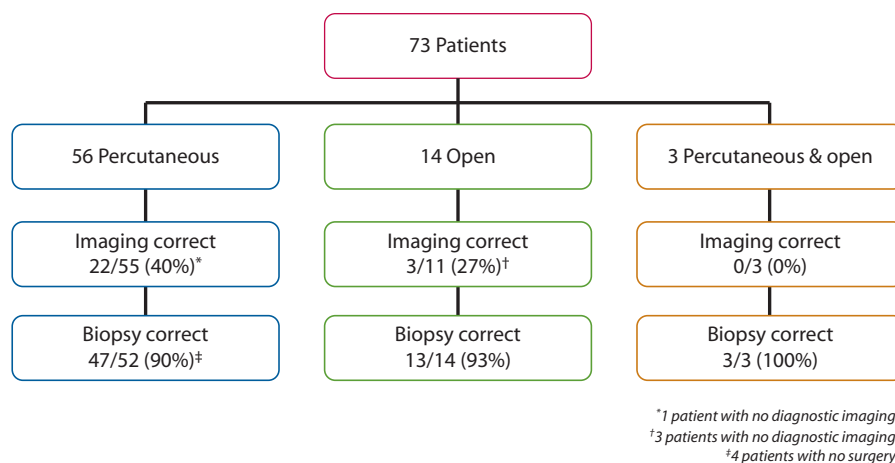 73 Patients
56 Percutaneous
14 Open
3 Percutaneous & open
Imaging correct
22/55 (40%)*
Imaging correct
3/11 (27%)†
Imaging correct
0/3 (0%)
Biopsy correct
47/52 (90%)‡
Biopsy correct
13/14 (93%)
Biopsy correct
3/3 (100%)
*1 patient with no diagnostic imaging
†3 patients with no diagnostic imaging
‡4 patients with no surgery